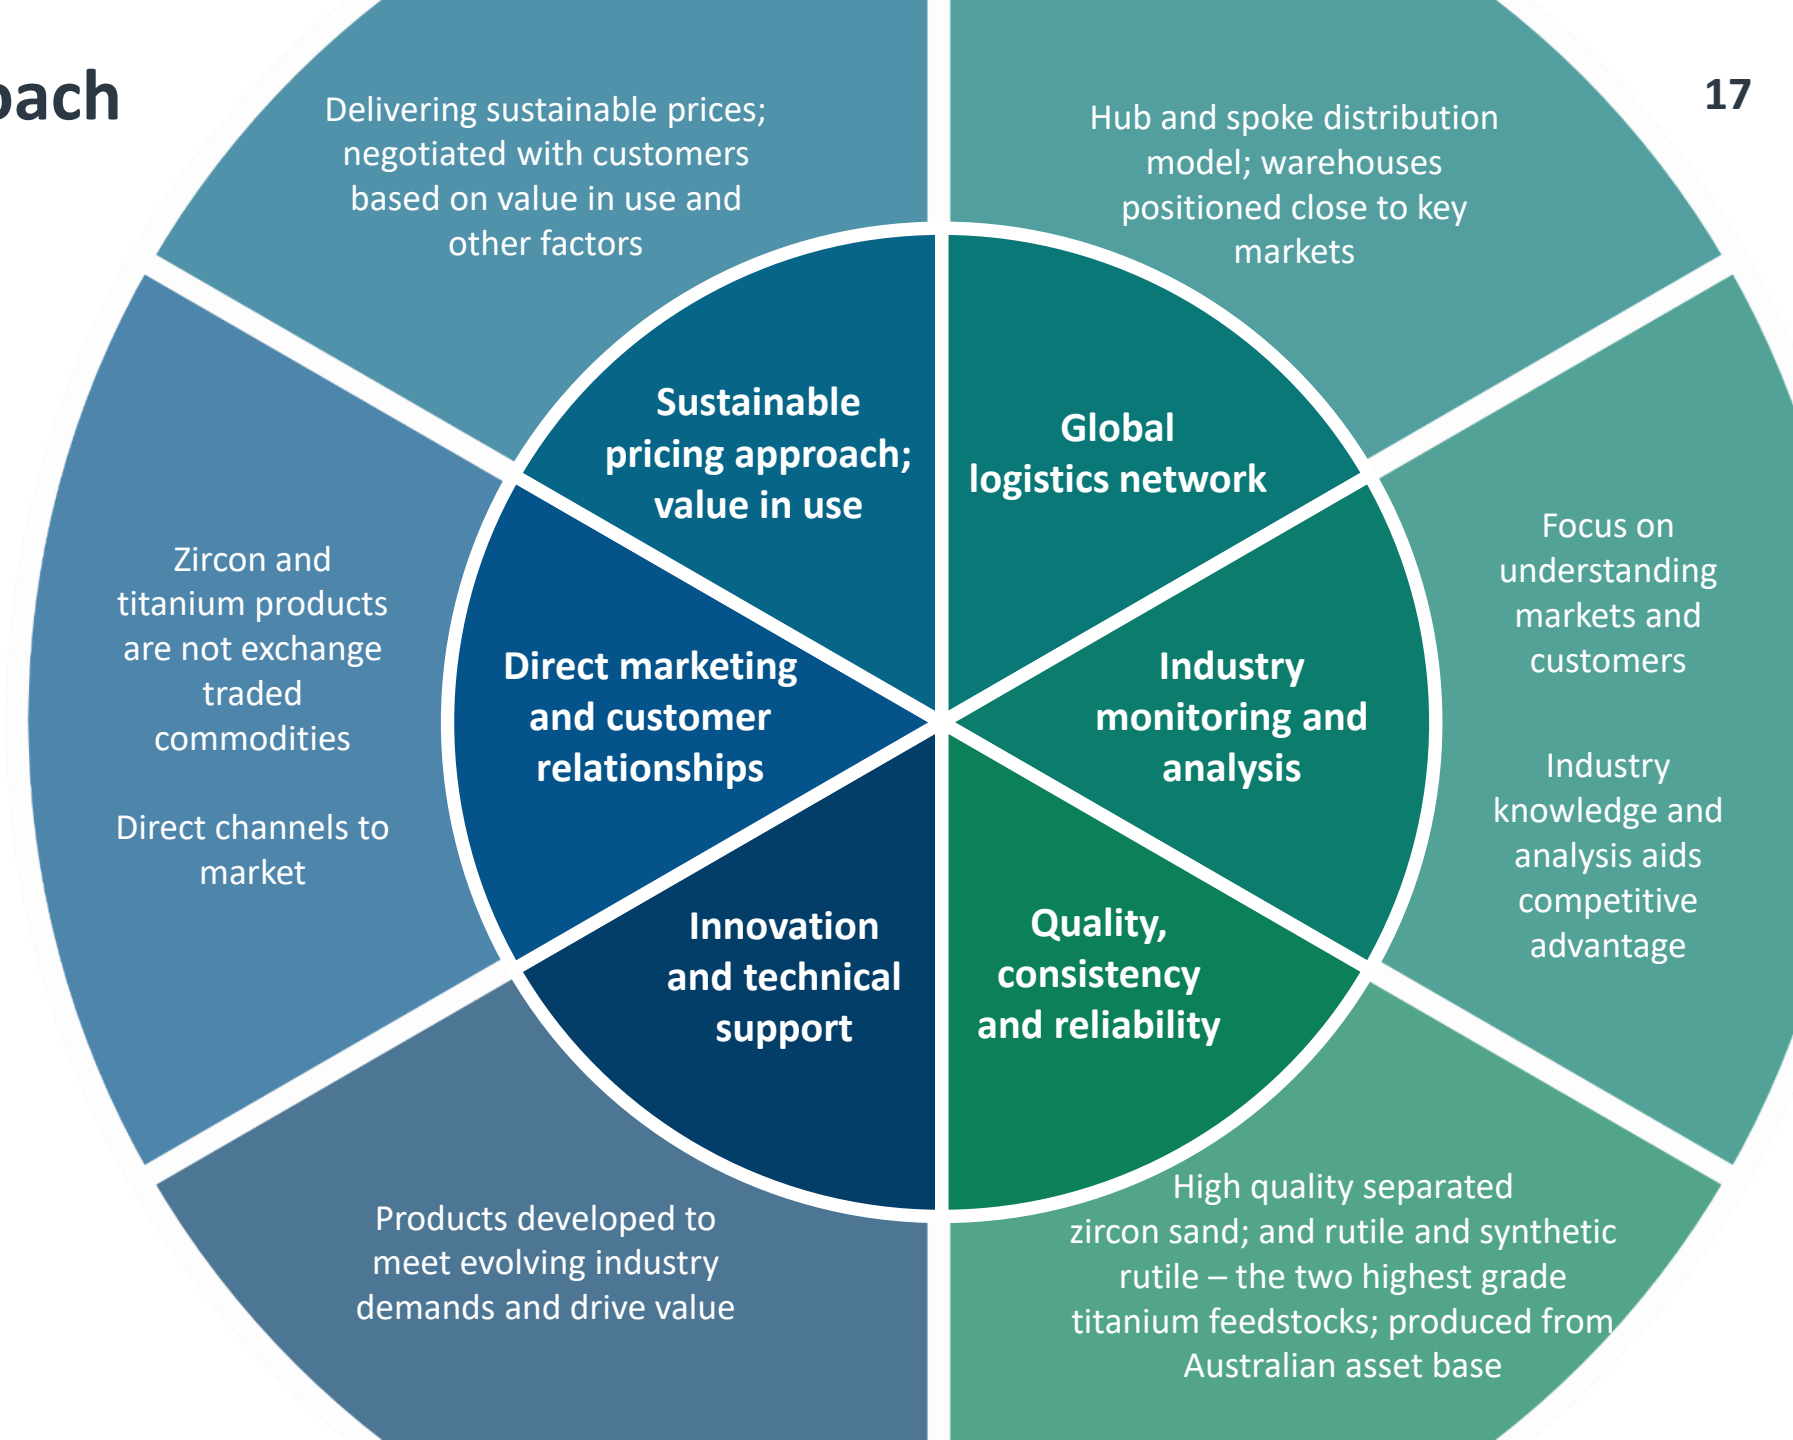 17
Delivering sustainable prices;
negotiated with customers
based on value in use and
other factors
Hub and spoke distribution
model; warehouses
positioned close to key
markets
Sustainable
pricing approach;
value in use
Global
logistics network
Zircon and
titanium products
are not exchange
traded
commodities
Direct channels to
market
Direct marketing
and customer
relationships
Industry
monitoring and
analysis
Focus on
understanding
markets and
customers
Industry
knowledge and
analysis aids
competitive
advantage
Innovation
and technical
support
Quality,
consistency
and reliability
Products developed to
meet evolving industry
demands and drive value
High quality separated
zircon sand; and rutile and synthetic
rutile – the two highest grade
titanium feedstocks; produced from
Australian asset base